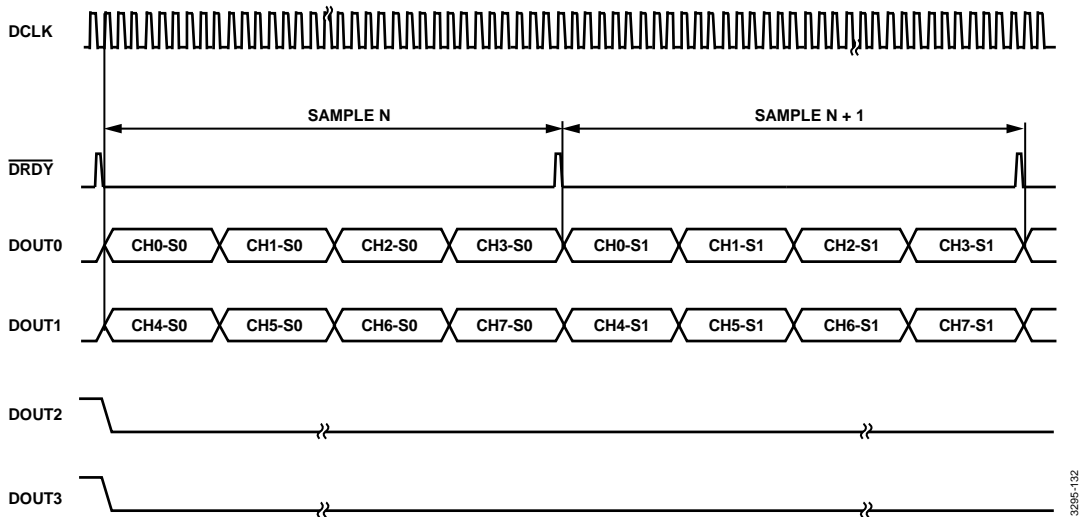 DCLK
SAMPLE N SAMPLE N + 1
DRDY
DOUT0 CH0-S0 CH1-S0 CH2-S0 CH3-S0 CH0-S1 CH1-S1 CH2-S1 CH3-S1
DOUT1 CH4-S0 CH5-S0 CH6-S0 CH7-S0 CH4-S1 CH5-S1 CH6-S1 CH7-S1
DOUT2
DOUT3
3295-132